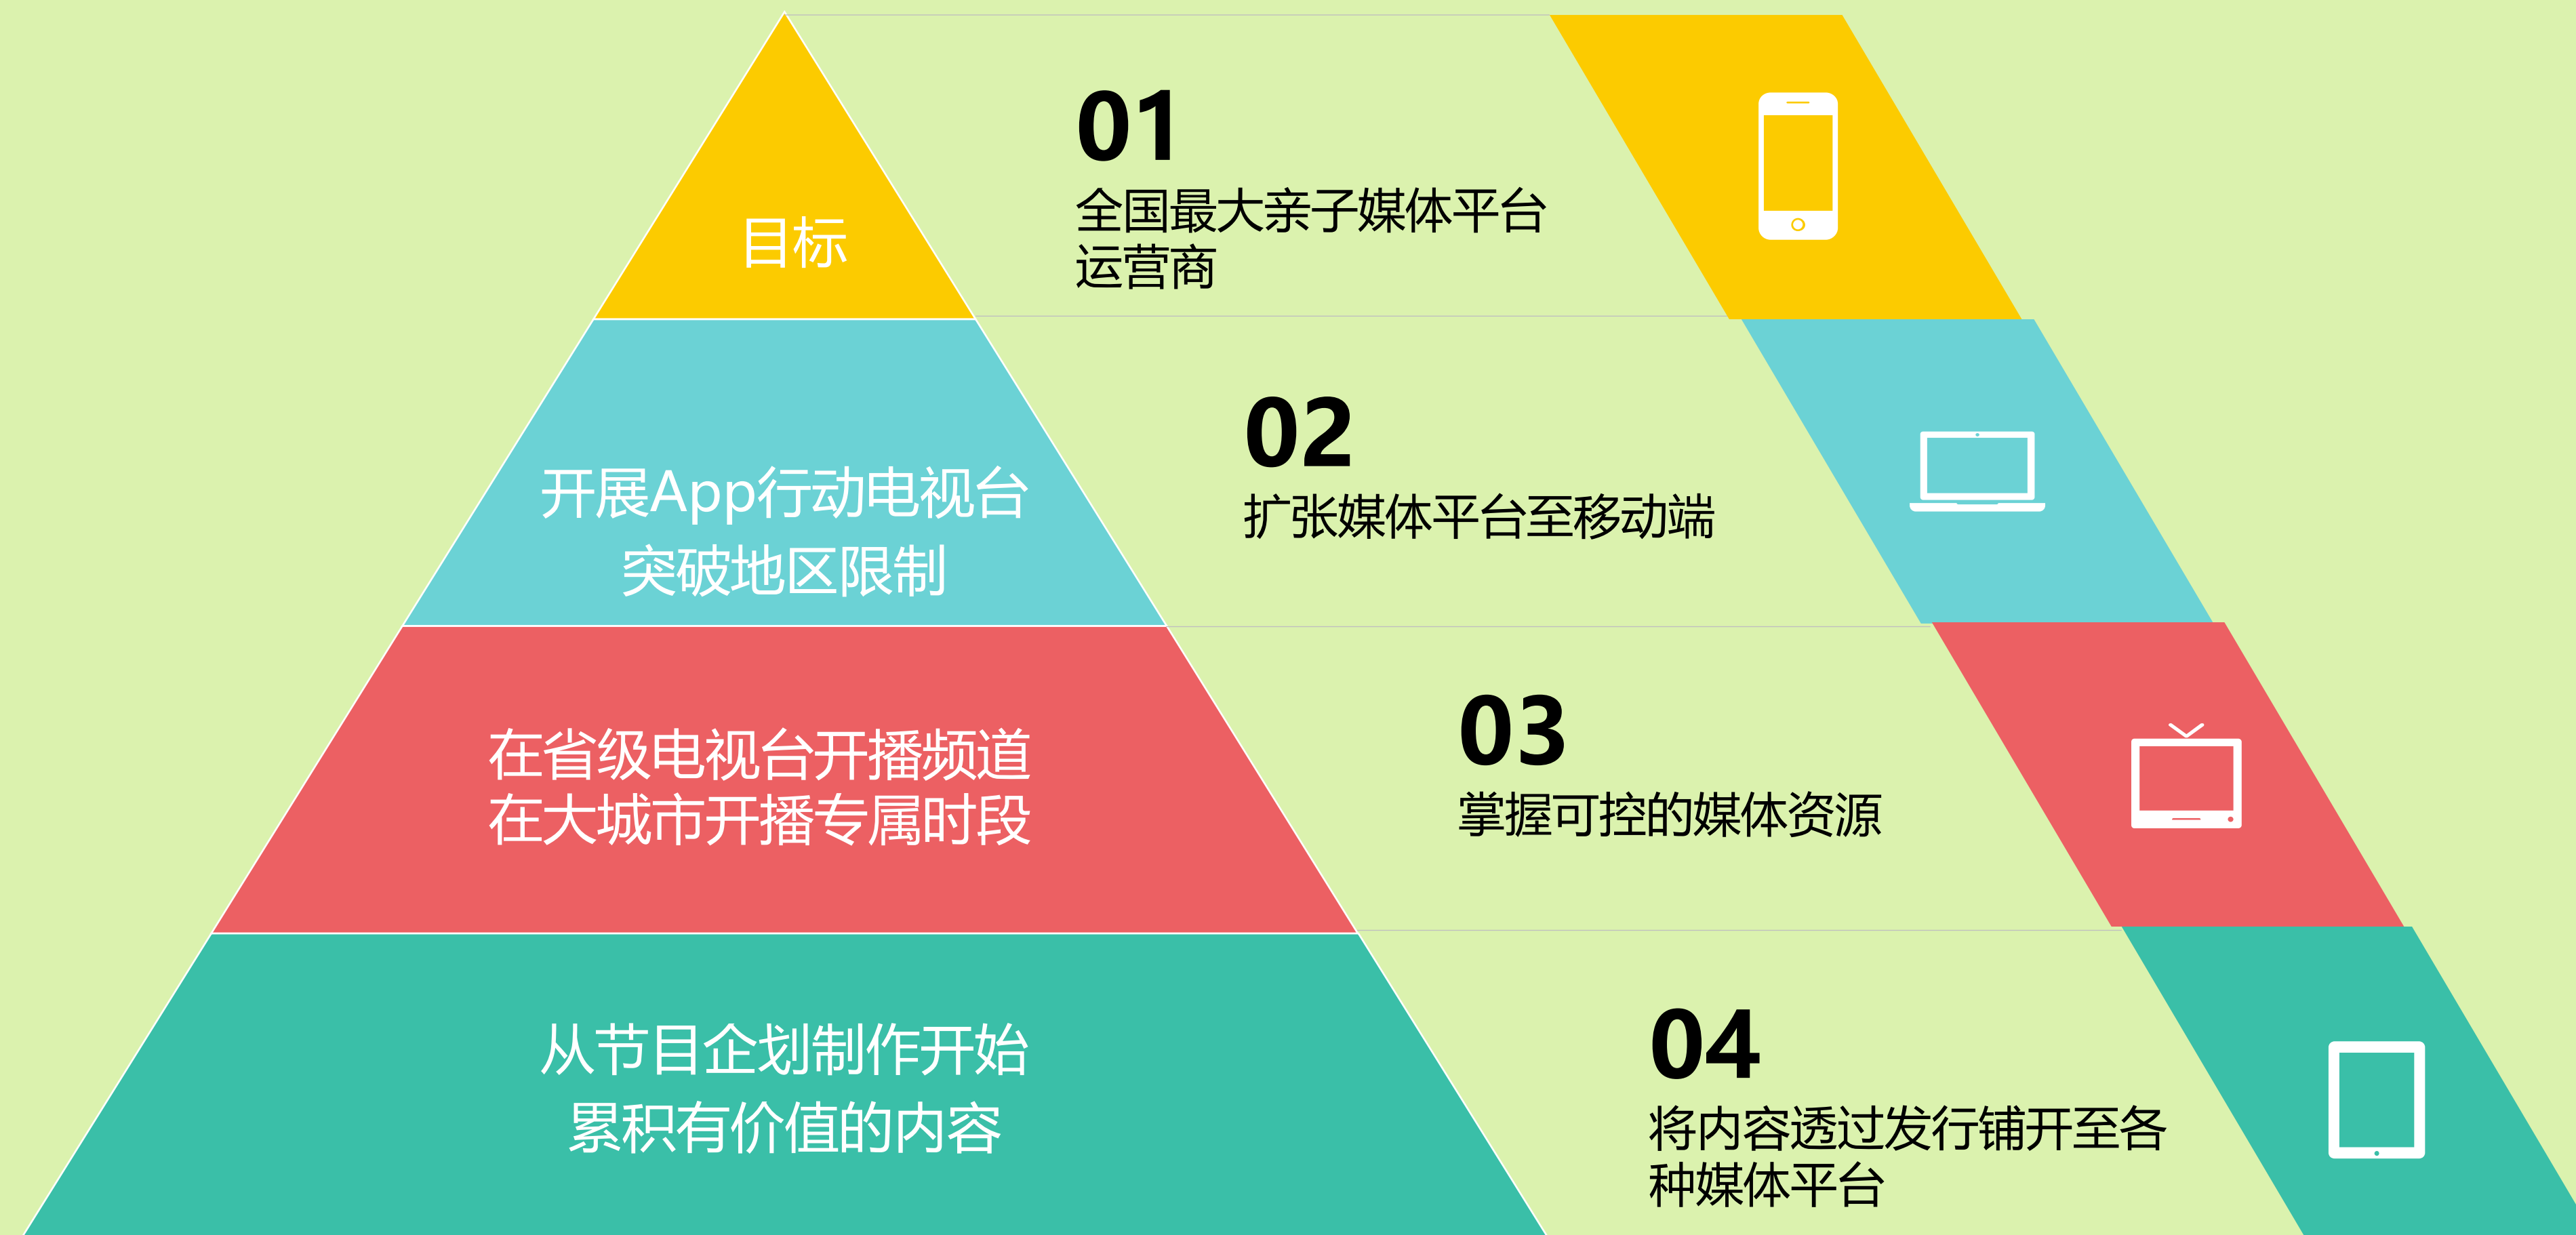 目标
01
全国最大亲子媒体平台
运营商
开展App行动电视台
突破地区限制
02
扩张媒体平台至移动端
在省级电视台开播频道
在大城市开播专属时段
03
掌握可控的媒体资源
从节目企划制作开始
累积有价值的内容
04
将内容透过发行铺开至各
种媒体平台